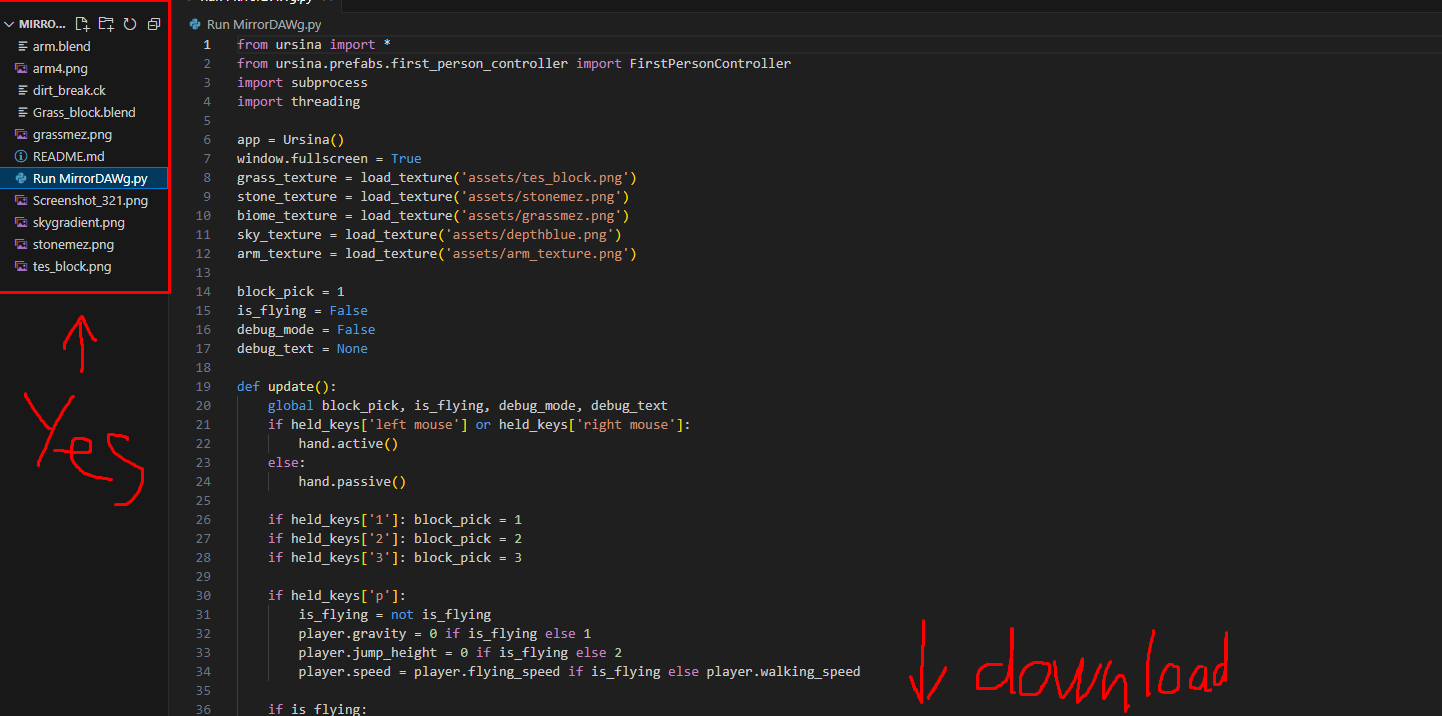 MIRRO...
arm.blend
arm4.png
dirt_break.ck
Grass_block.blend
grassmez.png
README.md
Run MirrorDAWg.py
Screenshot_321.png
skygradient.png
stonemez.png
tes_block.png
Yes
Run MirrorDAWg.py
1 from ursina import *
2 from ursina.prefabs.first_person_controller import FirstPersonController
3 import subprocess
4 import threading
5
6 app = Ursina()
7 window.fullscreen = True
8 grass_texture = load_texture('assets/tes_block.png')
9 stone_texture = load_texture('assets/stonemez.png')
10 biome_texture = load_texture('assets/grassmez.png')
11 sky_texture = load_texture('assets/depthblue.png')
12 arm_texture = load_texture('assets/arm_texture.png')
13
14 block_pick = 1
15 is_flying = False
16 debug_mode = False
17 debug_text = None
18
19 def update():
20     global block_pick, is_flying, debug_mode, debug_text
21     if held_keys['left mouse'] or held_keys['right mouse']:
22         hand.active()
23     else:
24         hand.passive()
25
26     if held_keys['1']: block_pick = 1
27     if held_keys['2']: block_pick = 2
28     if held_keys['3']: block_pick = 3
29
30     if held_keys['p']:
31         is_flying = not is_flying
32         player.gravity = 0 if is_flying else 1
33         player.jump_height = 0 if is_flying else 2
34         player.speed = player.flying_speed if is_flying else player.walking_speed
35
36     if is flying:
download